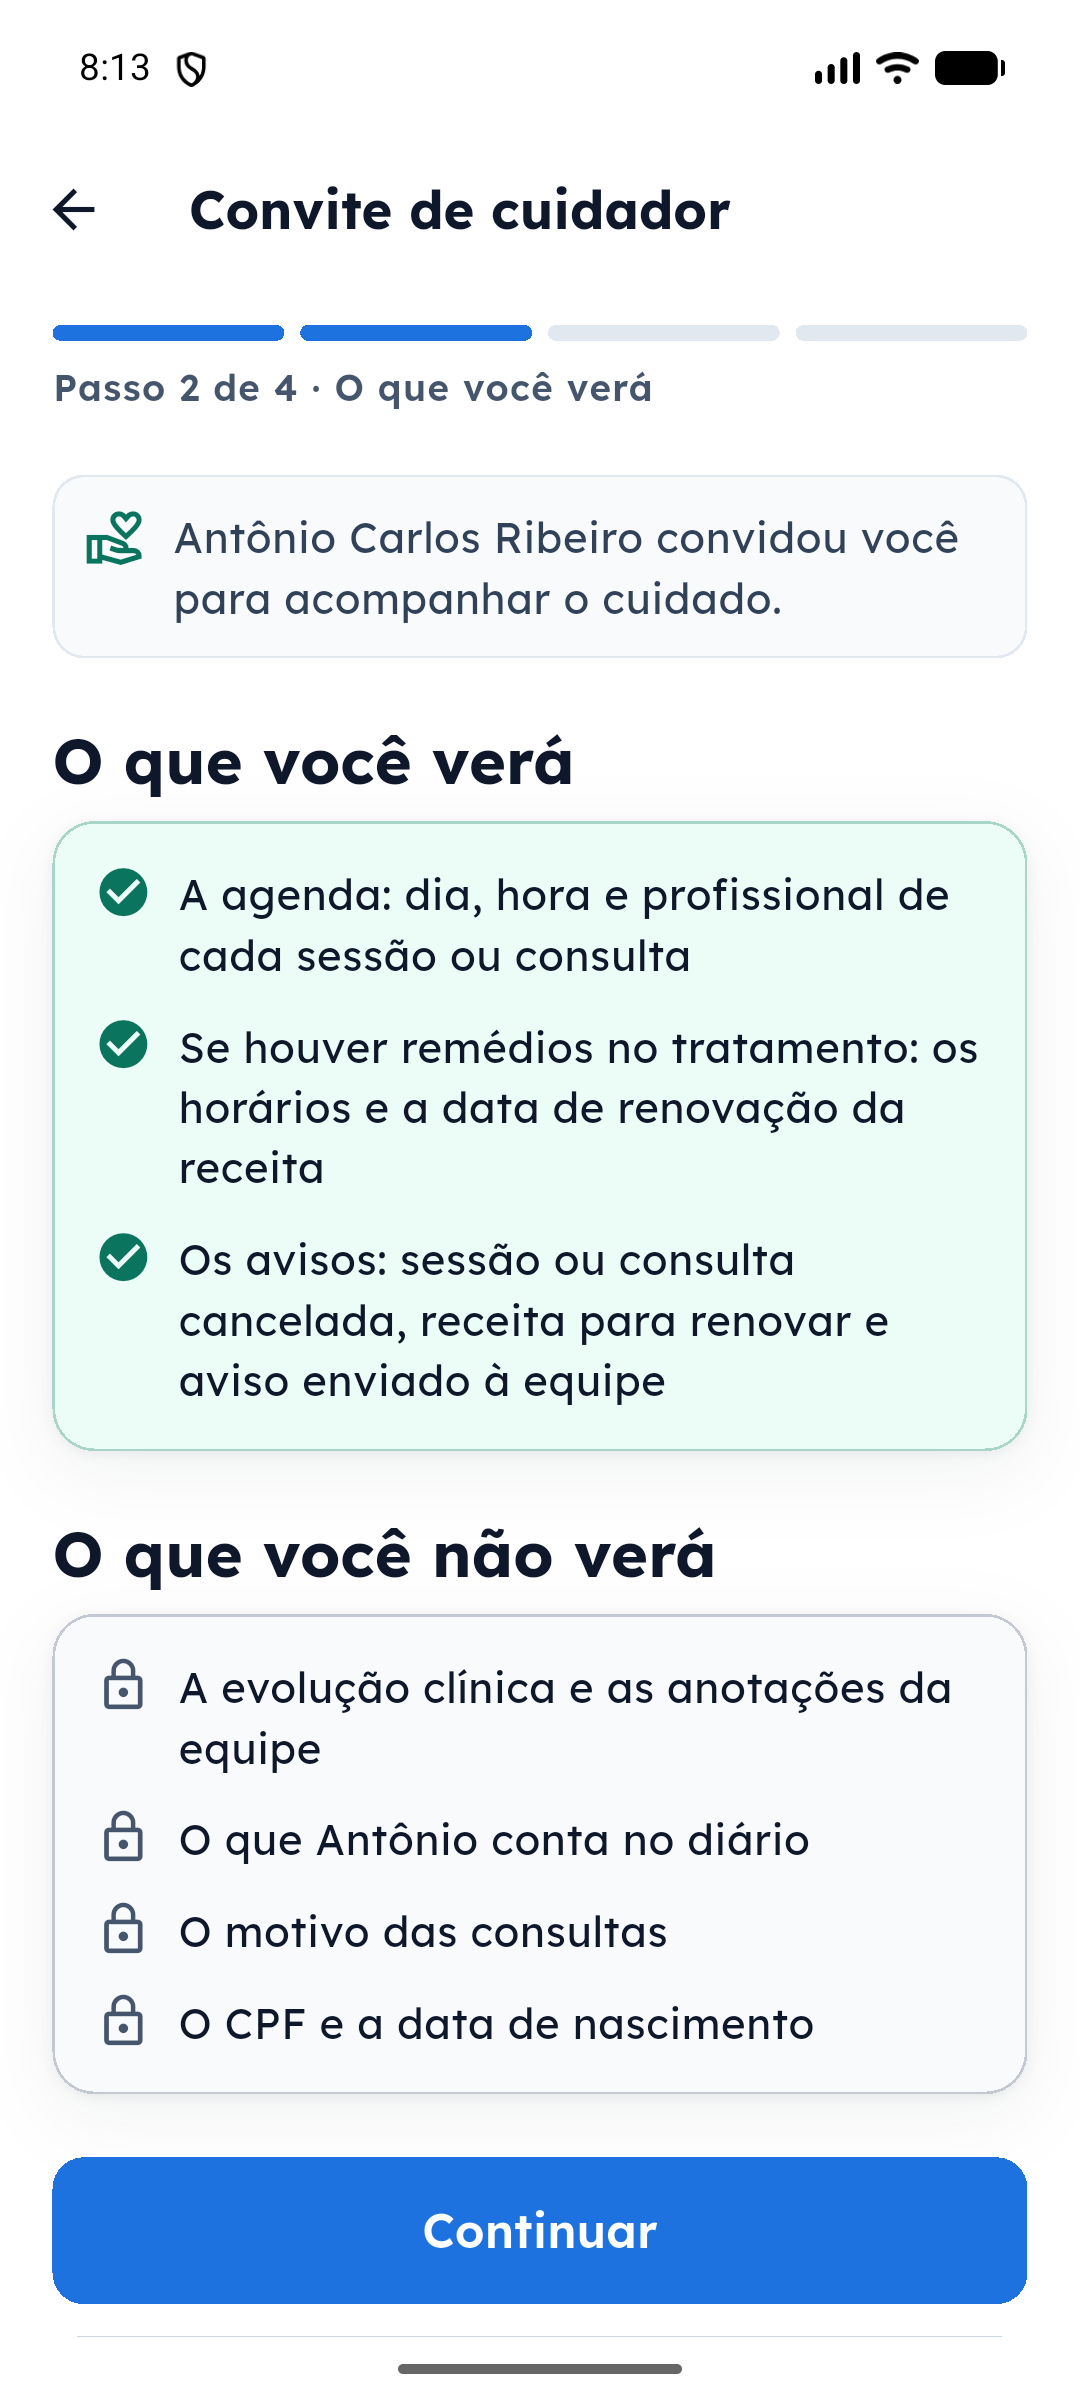 8:13
Convite de cuidador
Passo 2 de 4 · O que você verá
Antônio Carlos Ribeiro convidou você
para acompanhar o cuidado.
O que você verá
A agenda: dia, hora e profissional de
cada sessão ou consulta
Se houver remédios no tratamento: os
horários e a data de renovação da
receita
Os avisos: sessão ou consulta
cancelada, receita para renovar e
aviso enviado à equipe
O que você não verá
A evolução clínica e as anotações da
equipe
O que Antônio conta no diário
O motivo das consultas
O CPF e a data de nascimento
Continuar